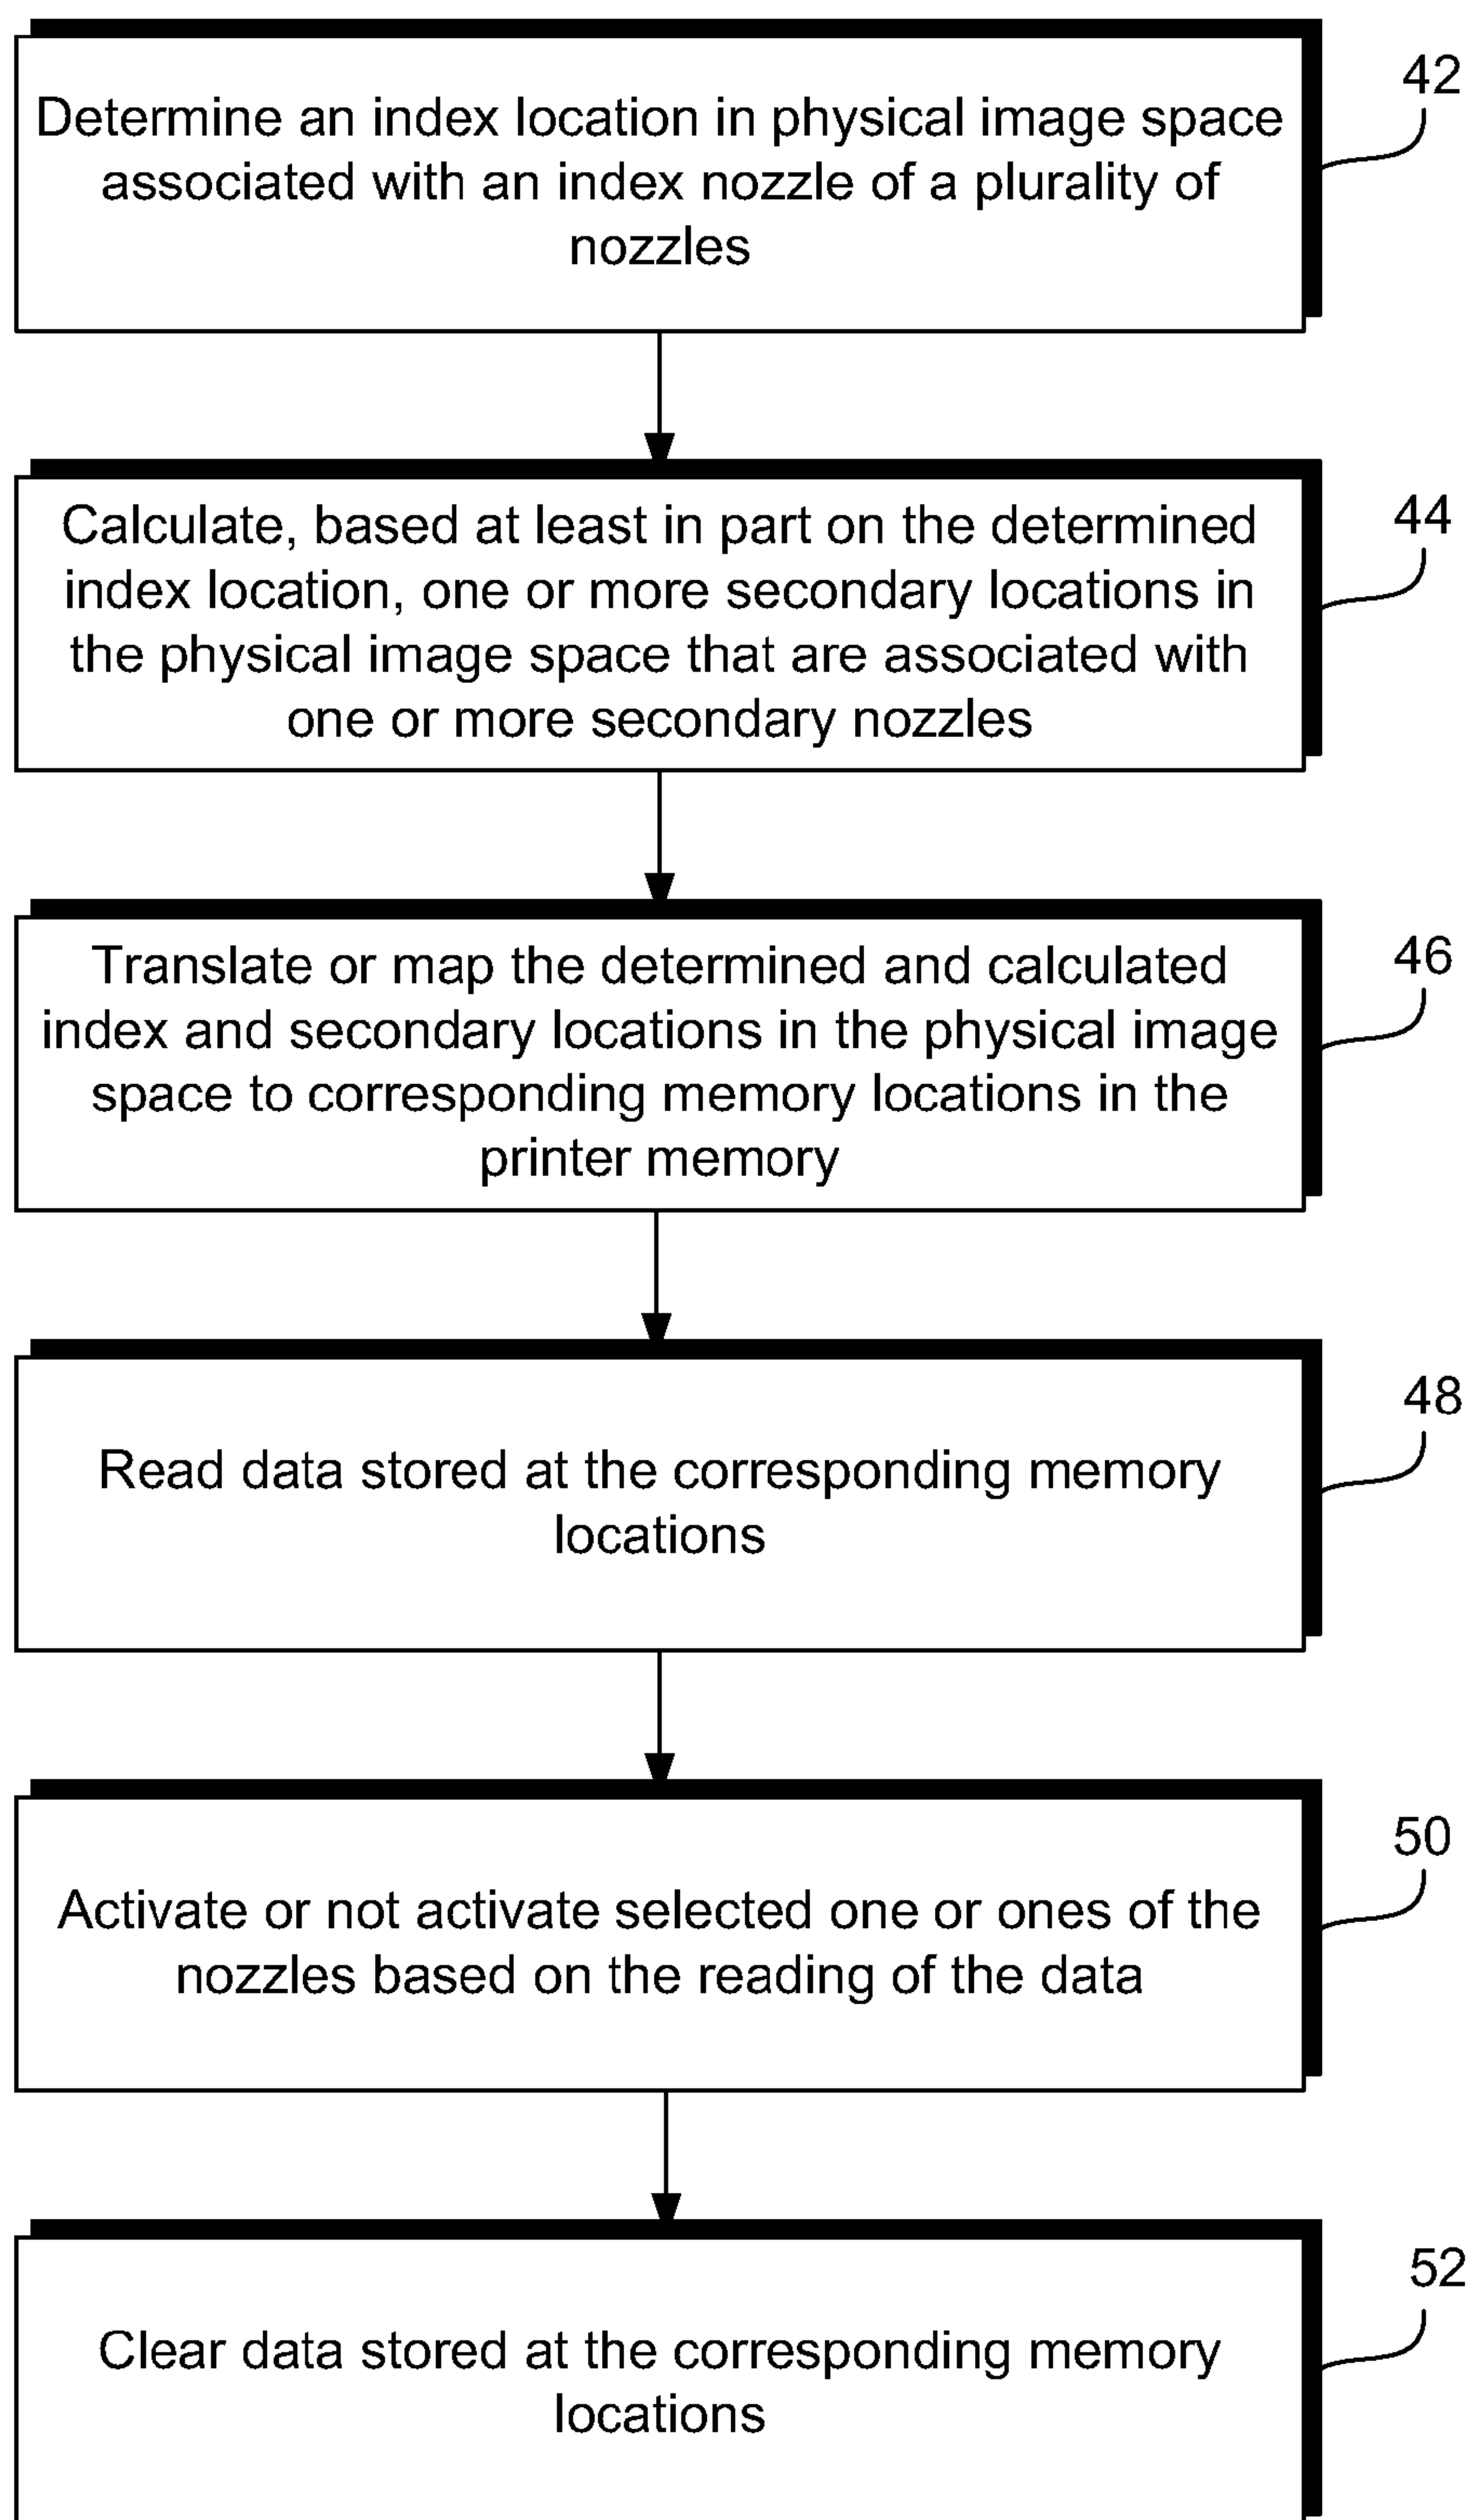 Determine an index location in physical image space
associated with an index nozzle of a plurality of
nozzles
42
Calculate, based at least in part on the determined
index location, one or more secondary locations in
the physical image space that are associated with
one or more secondary nozzles
44
Translate or map the determined and calculated
index and secondary locations in the physical image
space to corresponding memory locations in the
printer memory
46
Read data stored at the corresponding memory
locations
48
Activate or not activate selected one or ones of the
nozzles based on the reading of the data
50
Clear data stored at the corresponding memory
locations
52